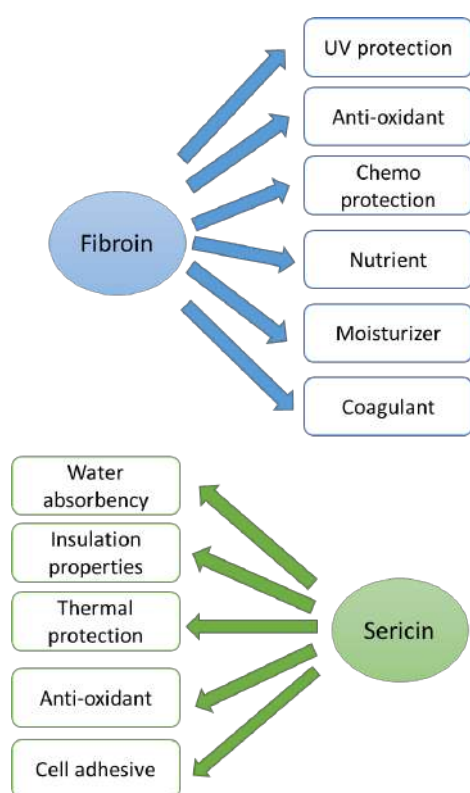 UV protection
Anti-oxidant
Chemo
protection
Fibroin
Nutrient
Moisturizer
Coagulant
Water
absorbency
Insulation
properties
Thermal
protection
Sericin
Anti-oxidant
Cell adhesive